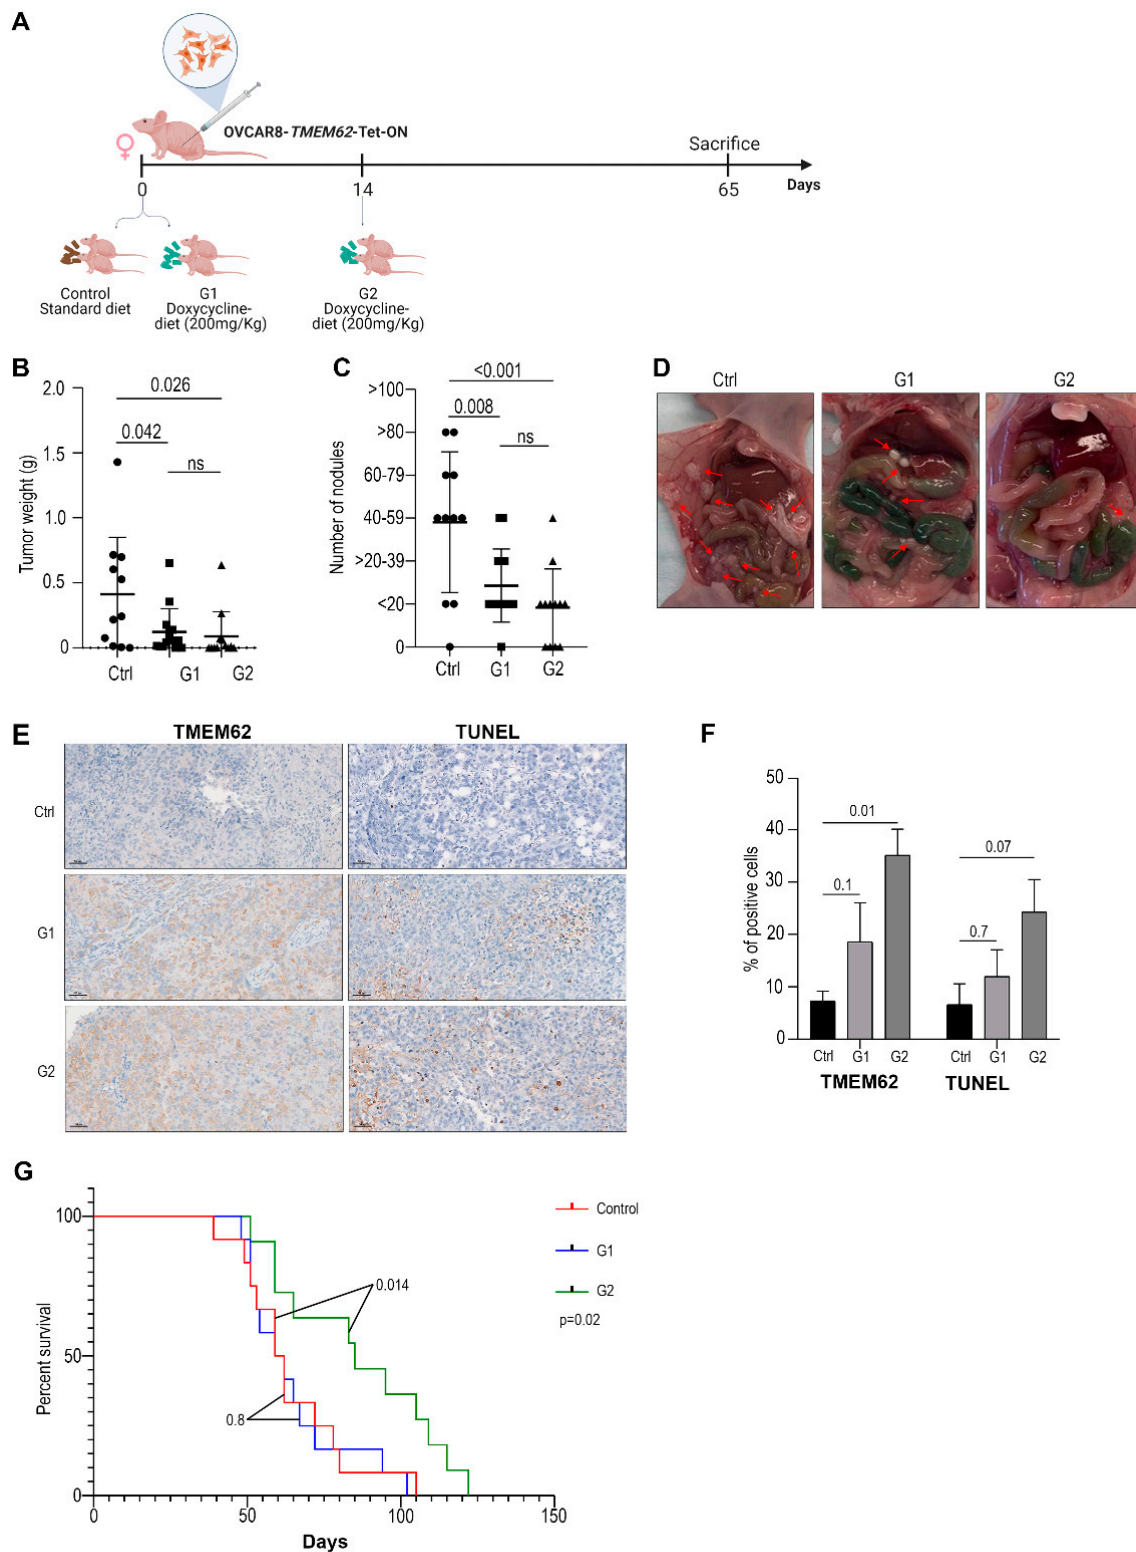 A
OVCAR8-TMEM62-Tet-ON
Sacrifice
0
14
65
Days
Control
Standard diet
G1
Doxycycline-
diet (200mg/Kg)
G2
Doxycycline-
diet (200mg/Kg)
B
Tumor weight (g)
2.0
1.5
1.0
0.5
0
0.026
0.042
ns
Ctrl
G1
G2
C
Number of nodules
>100
>80
60-79
40-59
>20-39
<20
0
<0.001
0.008
ns
Ctrl
G1
G2
D
Ctrl
G1
G2
E
TMEM62
TUNEL
Ctrl
G1
G2
F
% of positive cells
50
40
30
20
10
0
0.01
0.1
0.07
0.7
Ctrl
G1
G2
Ctrl
G1
G2
TMEM62
TUNEL
G
Percent survival
100
50
0
0.014
0.8
0
50
100
150
Days
Control
G1
G2
p=0.02